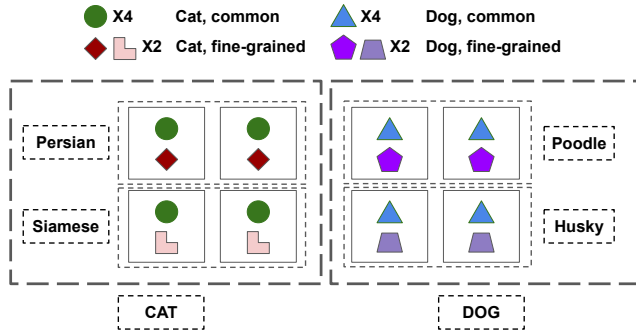 X4 Cat, common X4 Dog, common
X2 Cat, fine-grained X2 Dog, fine-grained
Persian Poodle
Siamese Husky
CAT DOG